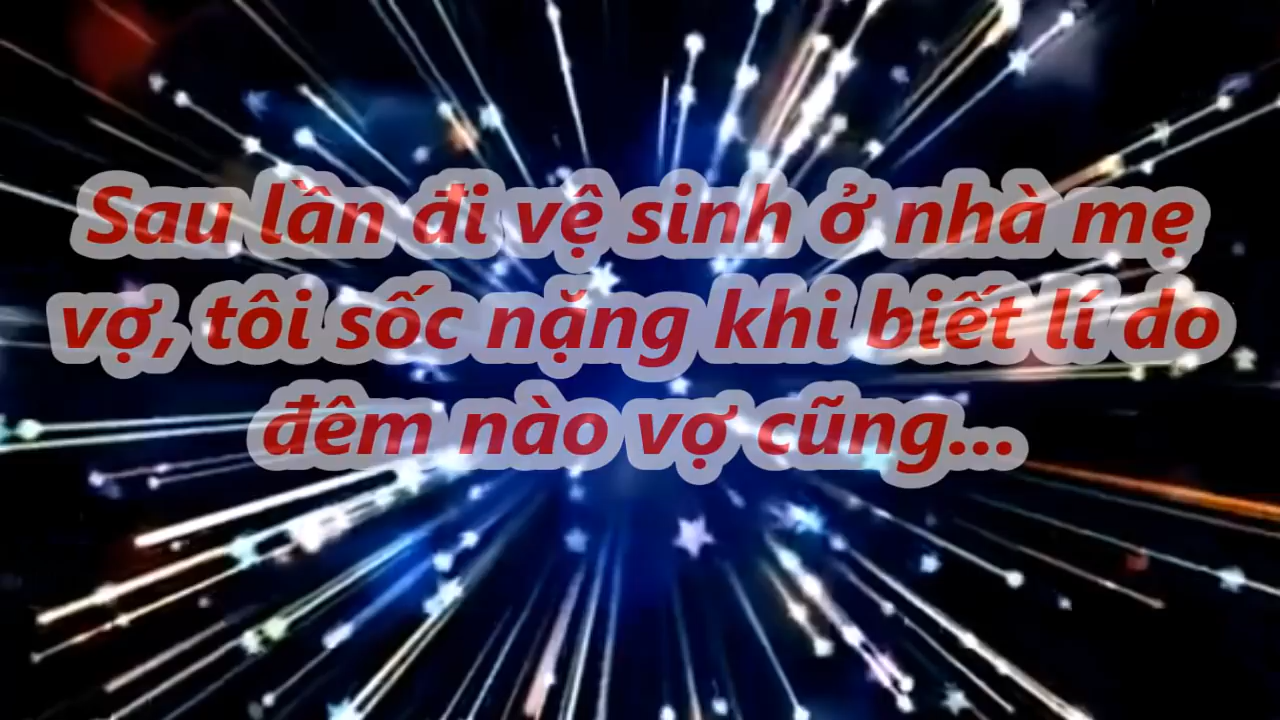 Sau lần đi vệ sinh ở nhà mẹ
vợ, tôi sốc nặng khi biết lí do
đêm nào vợ cũng...